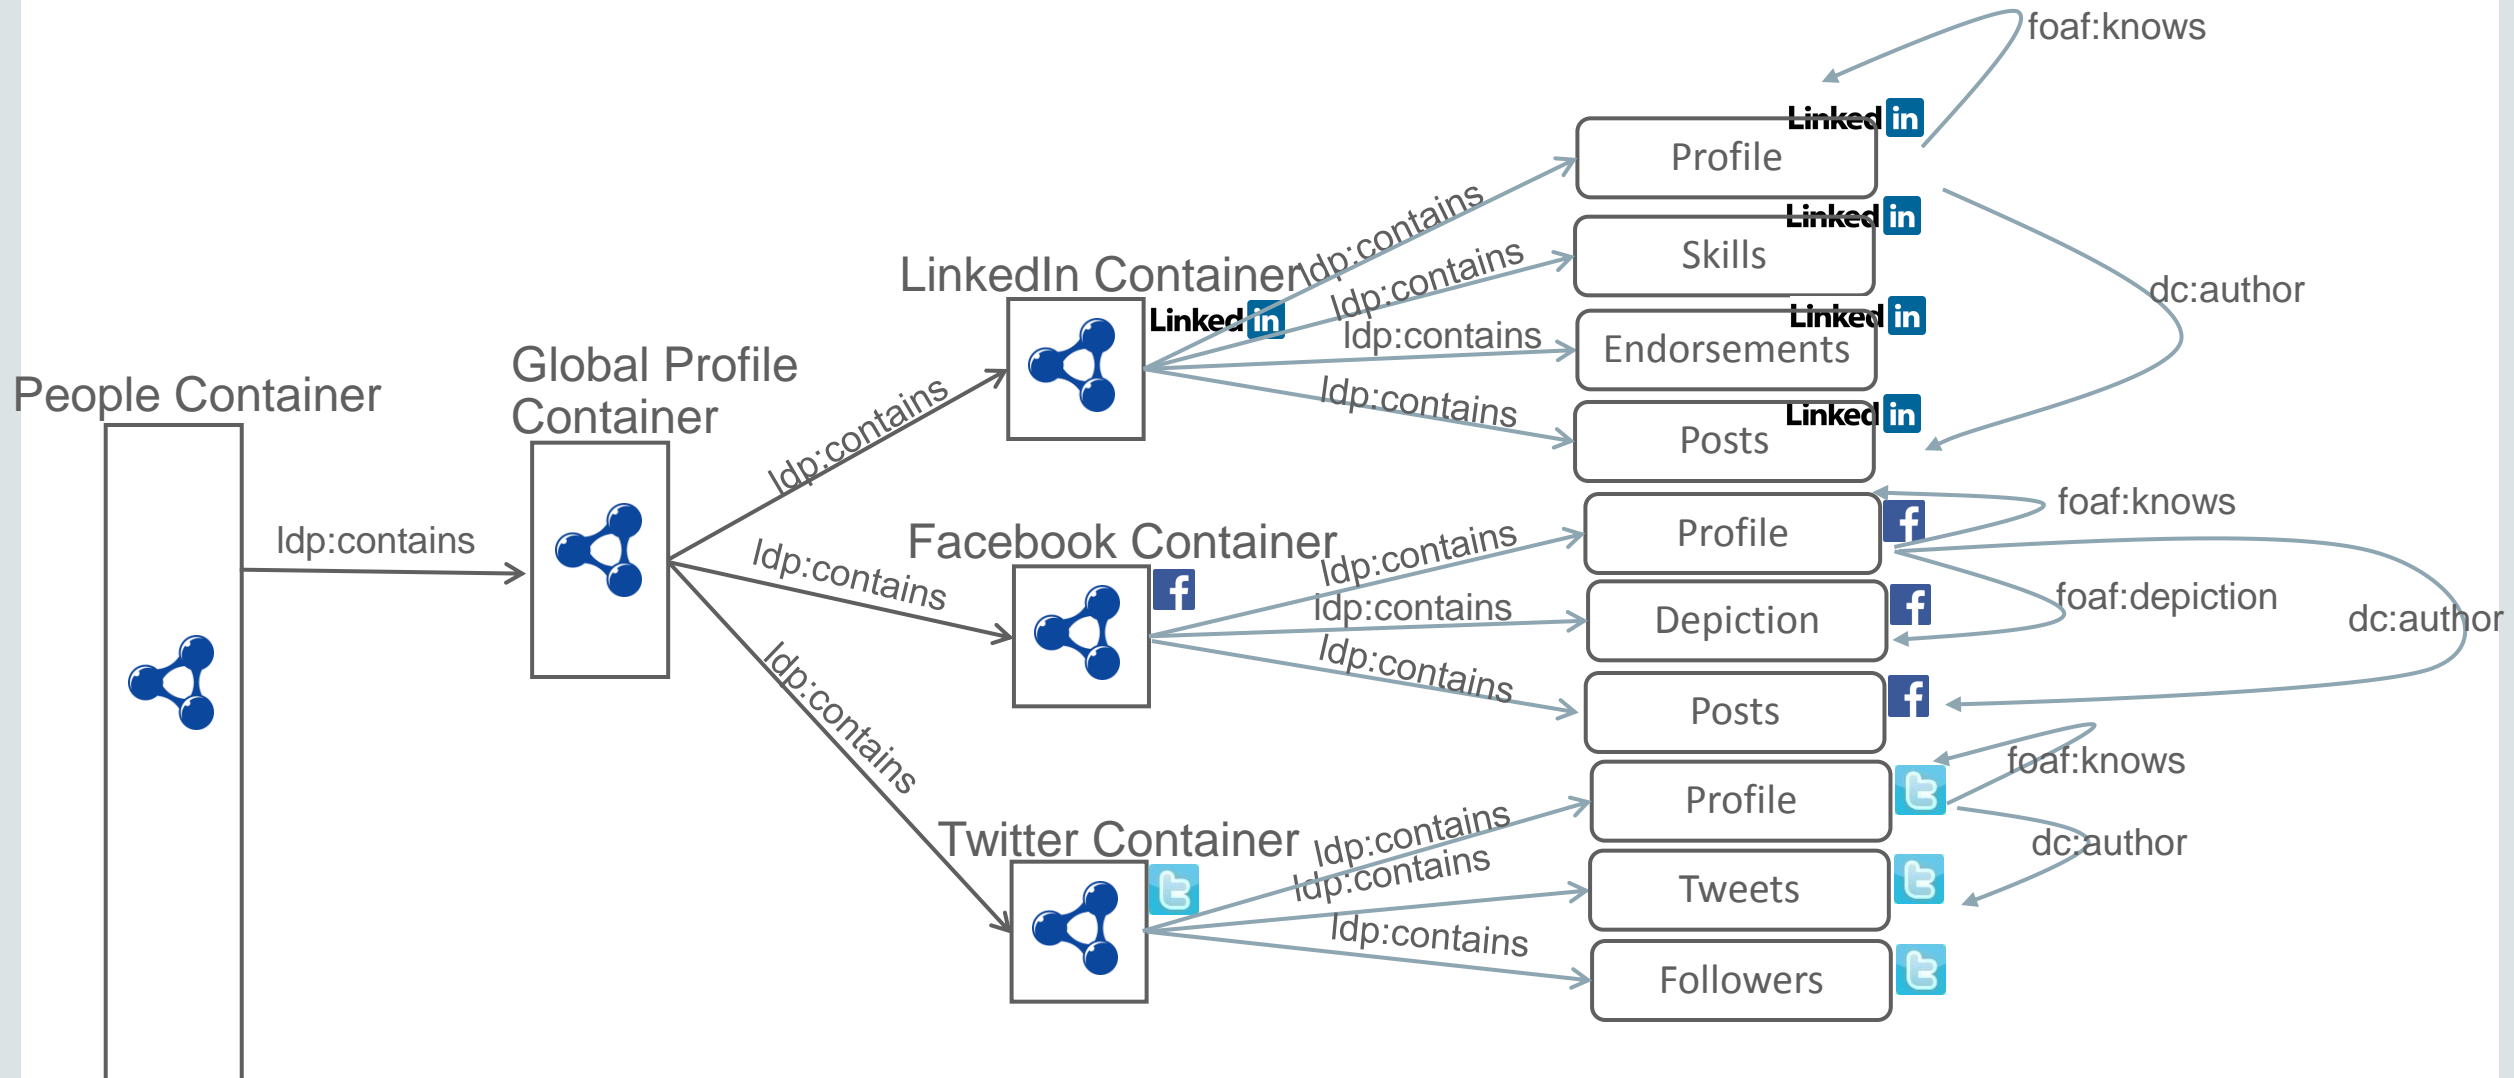 People Container
ldp:contains
Global Profile
Container
ldp:contains
ldp:contains
ldp:contains
LinkedIn Container
Linked in
ldp:contains
ldp:contains
ldp:contains
ldp:contains
Profile
Linked in
Skills
Linked in
Endorsements
Linked in
Posts
Linked in
foaf:knows
dc:author
Facebook Container
f
ldp:contains
ldp:contains
ldp:contains
Profile
f
Depiction
f
Posts
f
foaf:knows
foaf:depiction
dc:author
Twitter Container
t
ldp:contains
ldp:contains
ldp:contains
Profile
t
Tweets
t
Followers
t
foaf:knows
dc:author